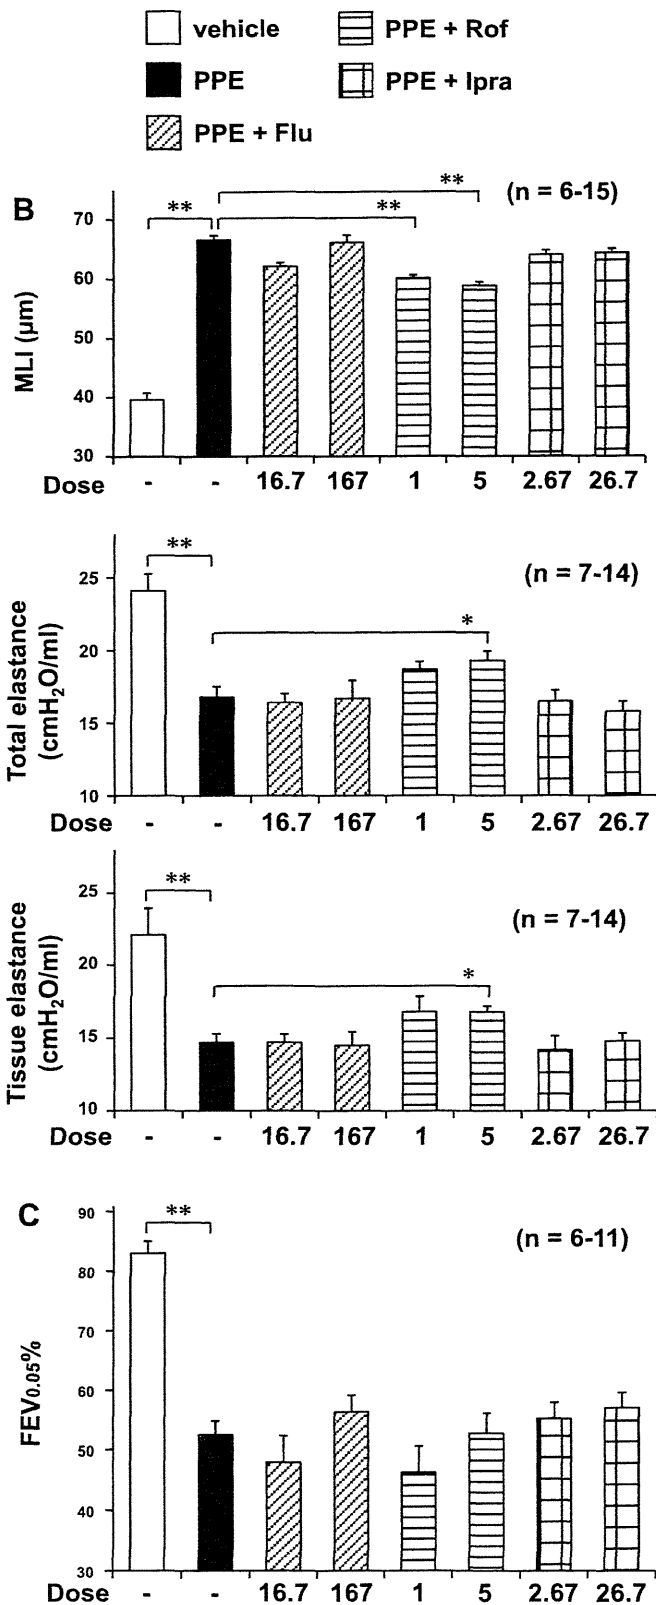 vehicle
PPE + Rof
PPE
PPE + Ipra
PPE + Flu
B
** ** ** (n = 6-15)
MLI (μm)
70
60
50
40
30
Dose - - 16.7 167 1 5 2.67 26.7
** * (n = 7-14)
Total elastance
(cmH2O/ml)
25
20
15
10
Dose - - 16.7 167 1 5 2.67 26.7
** * (n = 7-14)
Tissue elastance
(cmH2O/ml)
25
20
15
10
Dose - - 16.7 167 1 5 2.67 26.7
C
** (n = 6-11)
FEV0.05%
90
80
70
60
50
40
30
Dose - - 16.7 167 1 5 2.67 26.7